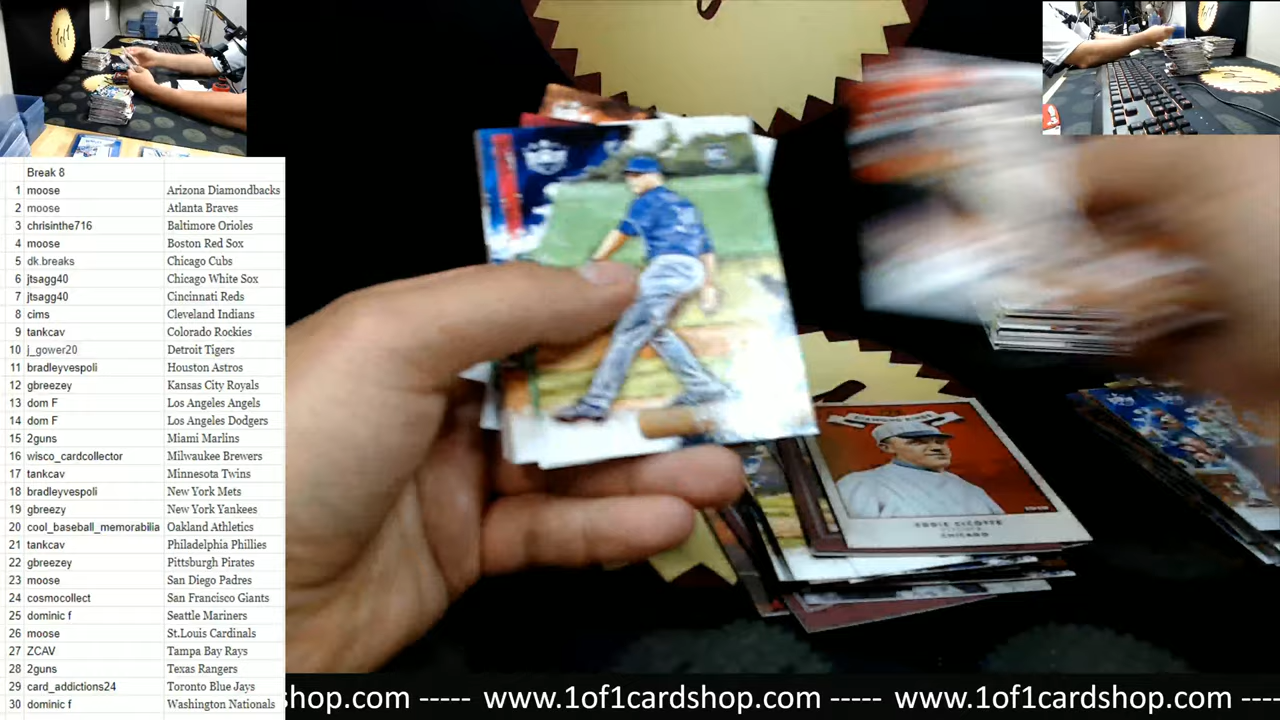 1of1
Break 8
1 moose Arizona Diamondbacks
2 moose Atlanta Braves
3 chrisinthe716 Baltimore Orioles
4 moose Boston Red Sox
5 dk.breaks Chicago Cubs
6 jtsagg40 Chicago White Sox
7 jtsagg40 Cincinnati Reds
8 cims Cleveland Indians
9 tankcav Colorado Rockies
10 j_gower20 Detroit Tigers
11 bradleyvespoli Houston Astros
12 gbreezey Kansas City Royals
13 dom F Los Angeles Angels
14 dom F Los Angeles Dodgers
15 2guns Miami Marlins
16 wisco_cardcollector Milwaukee Brewers
17 tankcav Minnesota Twins
18 bradleyvespoli New York Mets
19 gbreezy New York Yankees
20 cool_baseball_memorabilia Oakland Athletics
21 tankcav Philadelphia Phillies
22 gbreezey Pittsburgh Pirates
23 moose San Diego Padres
24 cosmocollect San Francisco Giants
25 dominic f Seattle Mariners
26 moose St.Louis Cardinals
27 ZCAV Tampa Bay Rays
28 2guns Texas Rangers
29 card_addictions24 Toronto Blue Jays
30 dominic f Washington Nationals
EDDIE CICOTTE
CHICAGO
shop.com ----- www.1of1cardshop.com ----- www.1of1cardshop.com ---